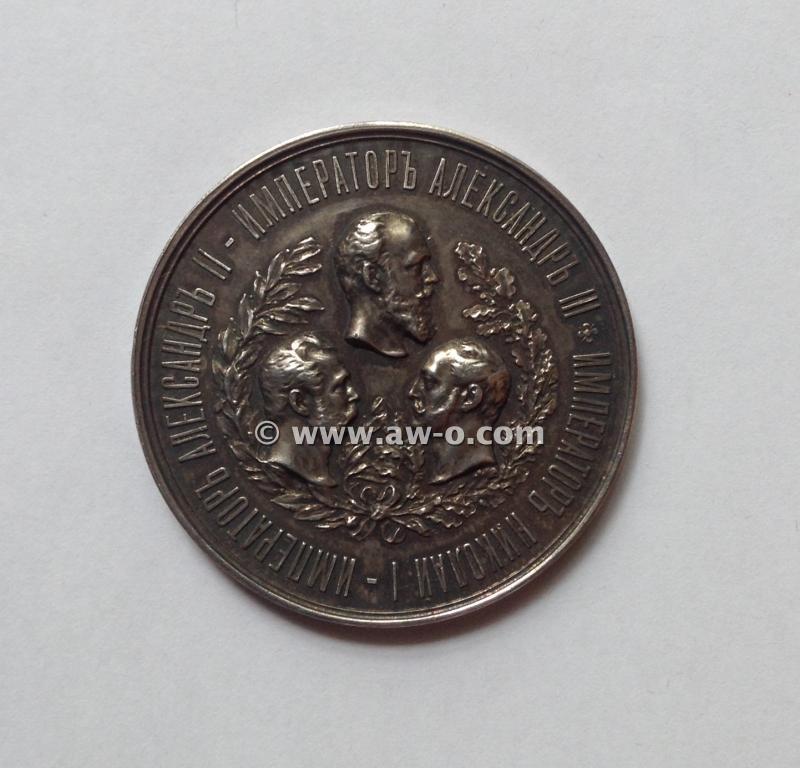 ИМПЕРАТОРЪ АЛЕКСАНДРЪ II - ИМПЕРАТОРЪ АЛЕКСАНДРЪ III ❖ ИМПЕРАТОРЪ НИКОЛАЙ I -
© www.aw-o.com